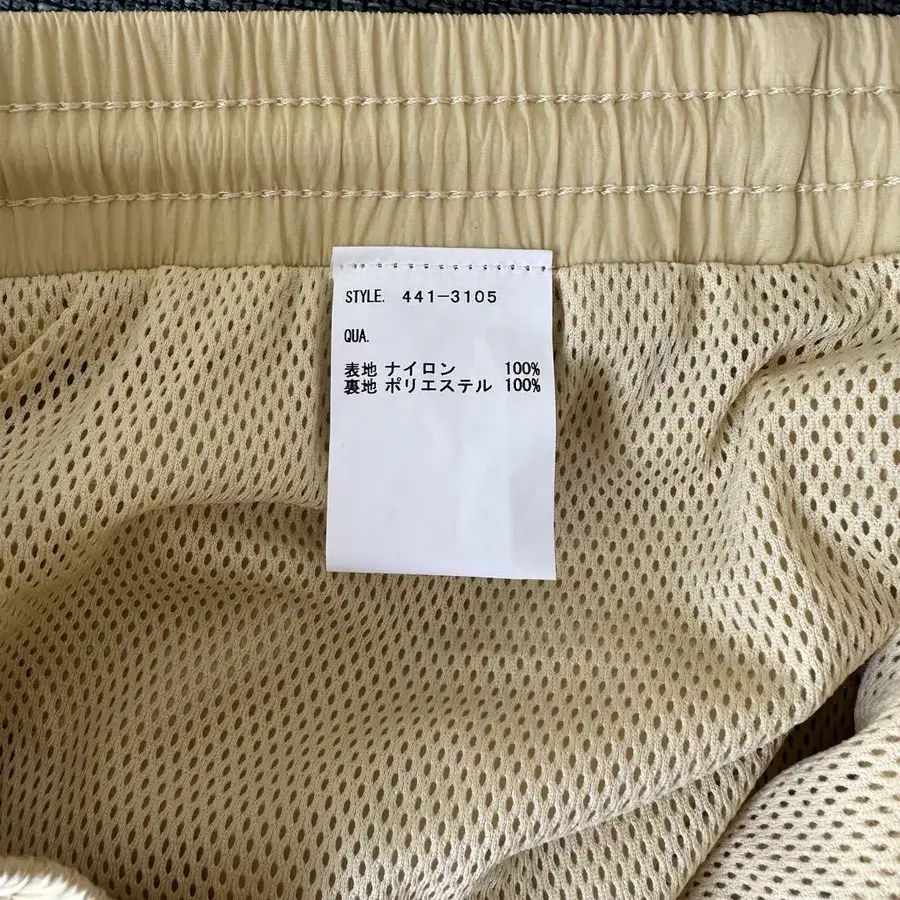 STYLE. 441-3105
QUA.
表地 ナイロン 100%
裏地 ポリエステル 100%